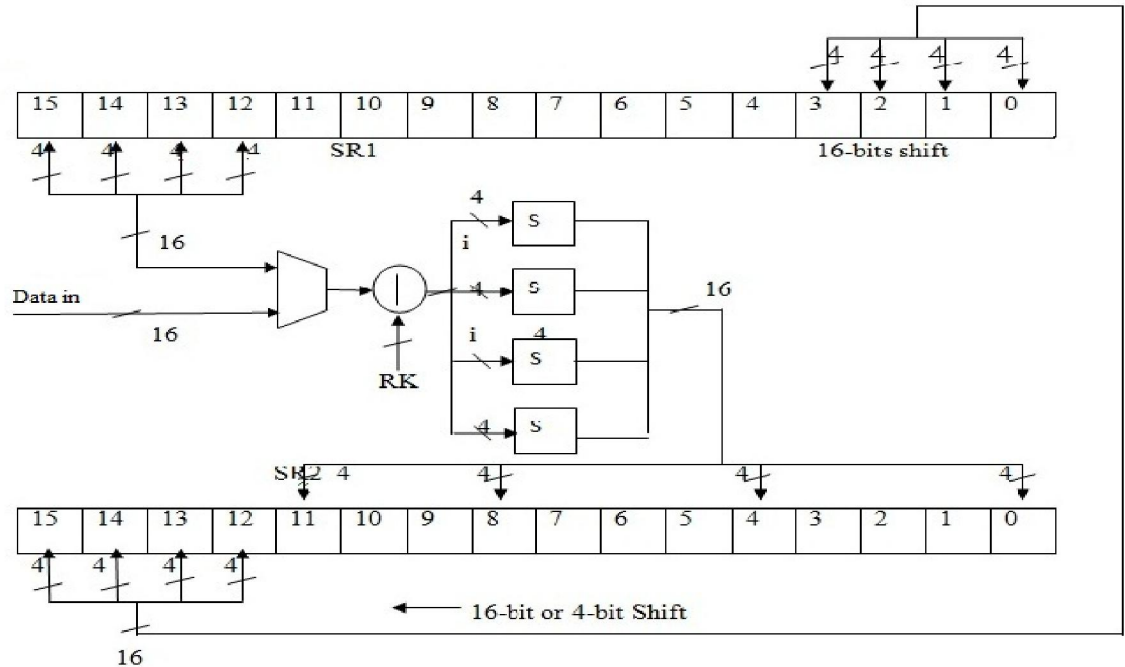 4 4 4 4
15 14 13 12 11 10 9 8 7 6 5 4 3 2 1 0
4 4 4 4 SR1 16-bits shift
4 S
16 i
Data in 4 S 16
16 i 4
S
RK
4 S
SR2 4 4 4 4
15 14 13 12 11 10 9 8 7 6 5 4 3 2 1 0
4 4 4 4
16-bit or 4-bit Shift
16